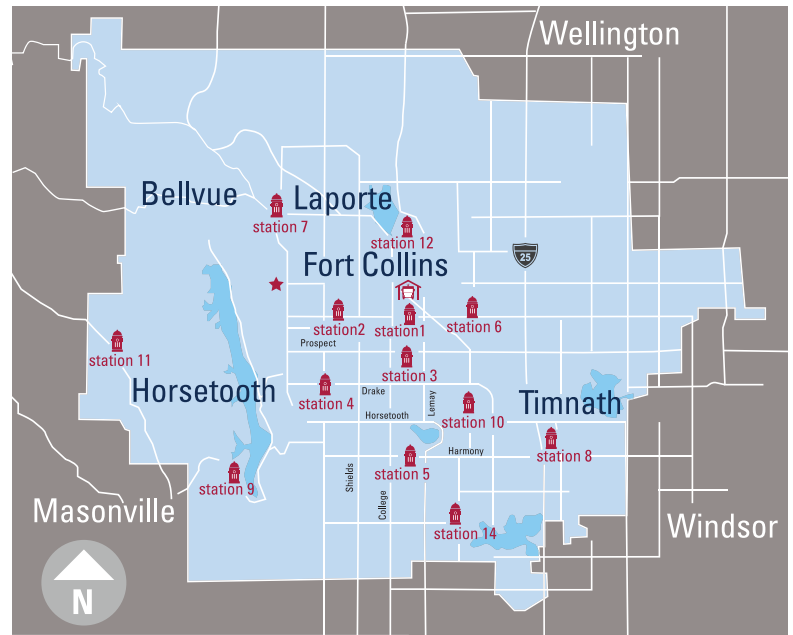 Wellington
Bellvue
Laporte
station 7
station 12
25
Fort Collins
station2
station1
station 6
Prospect
station 11
station 3
Horsetooth
station 4
Drake
Lemay
Timnath
Horsetooth
station 10
station 8
Harmony
station 5
station 9
Shields
College
Masonville
station 14
Windsor
N